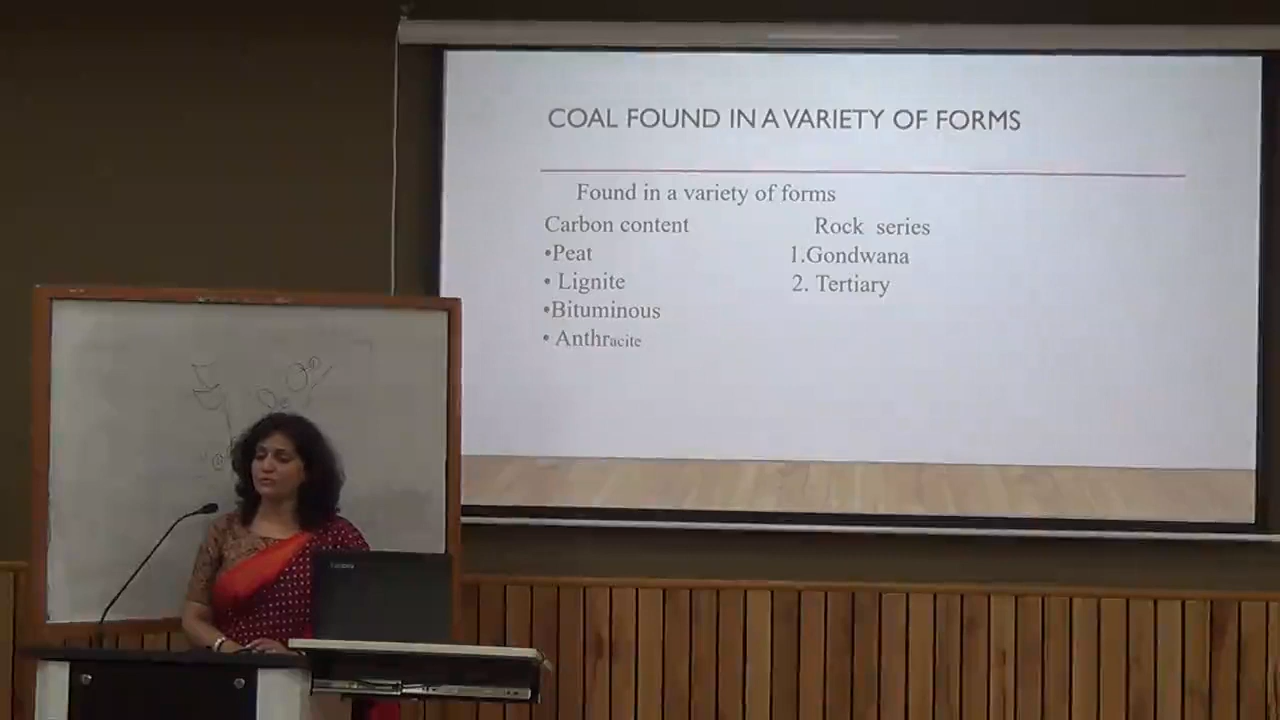 COAL FOUND IN A VARIETY OF FORMS
Found in a variety of forms
Carbon content
•Peat
• Lignite
•Bituminous
• Anthracite
Rock series
1.Gondwana
2. Tertiary